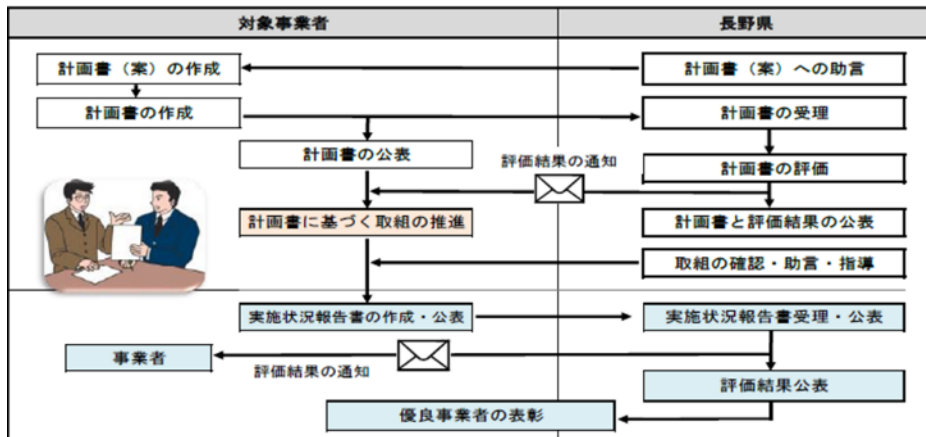 対象事業者
長野県
計画書（案）の作成
計画書（案）への助言
計画書の作成
計画書の受理
計画書の公表
評価結果の通知
計画書の評価
計画書に基づく取組の推進
計画書と評価結果の公表
取組の確認・助言・指導
実施状況報告書の作成・公表
実施状況報告書受理・公表
事業者
評価結果の通知
評価結果公表
優良事業者の表彰